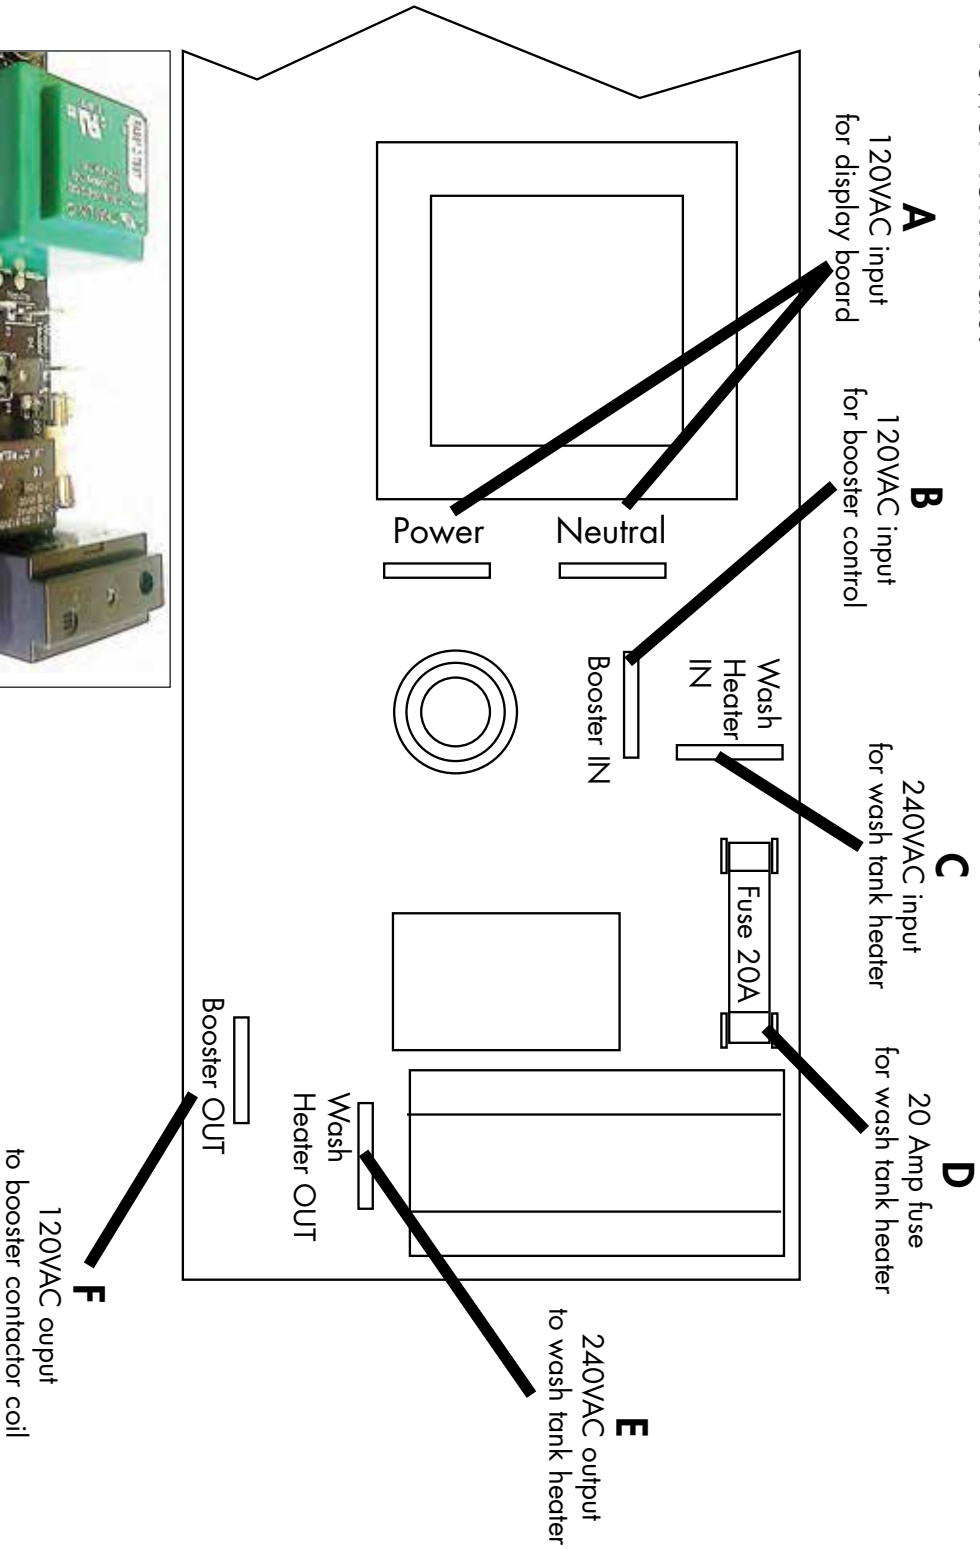 A
120VAC input
for display board
B
120VAC input
for booster control
C
240VAC input
for wash tank heater
D
20 Amp fuse
for wash tank heater
Power
Neutral
Booster IN
Wash
Heater
IN
Fuse 20A
Booster OUT
Wash
Heater OUT
E
240VAC output
to wash tank heater
F
120VAC ouput
to booster contactor coil